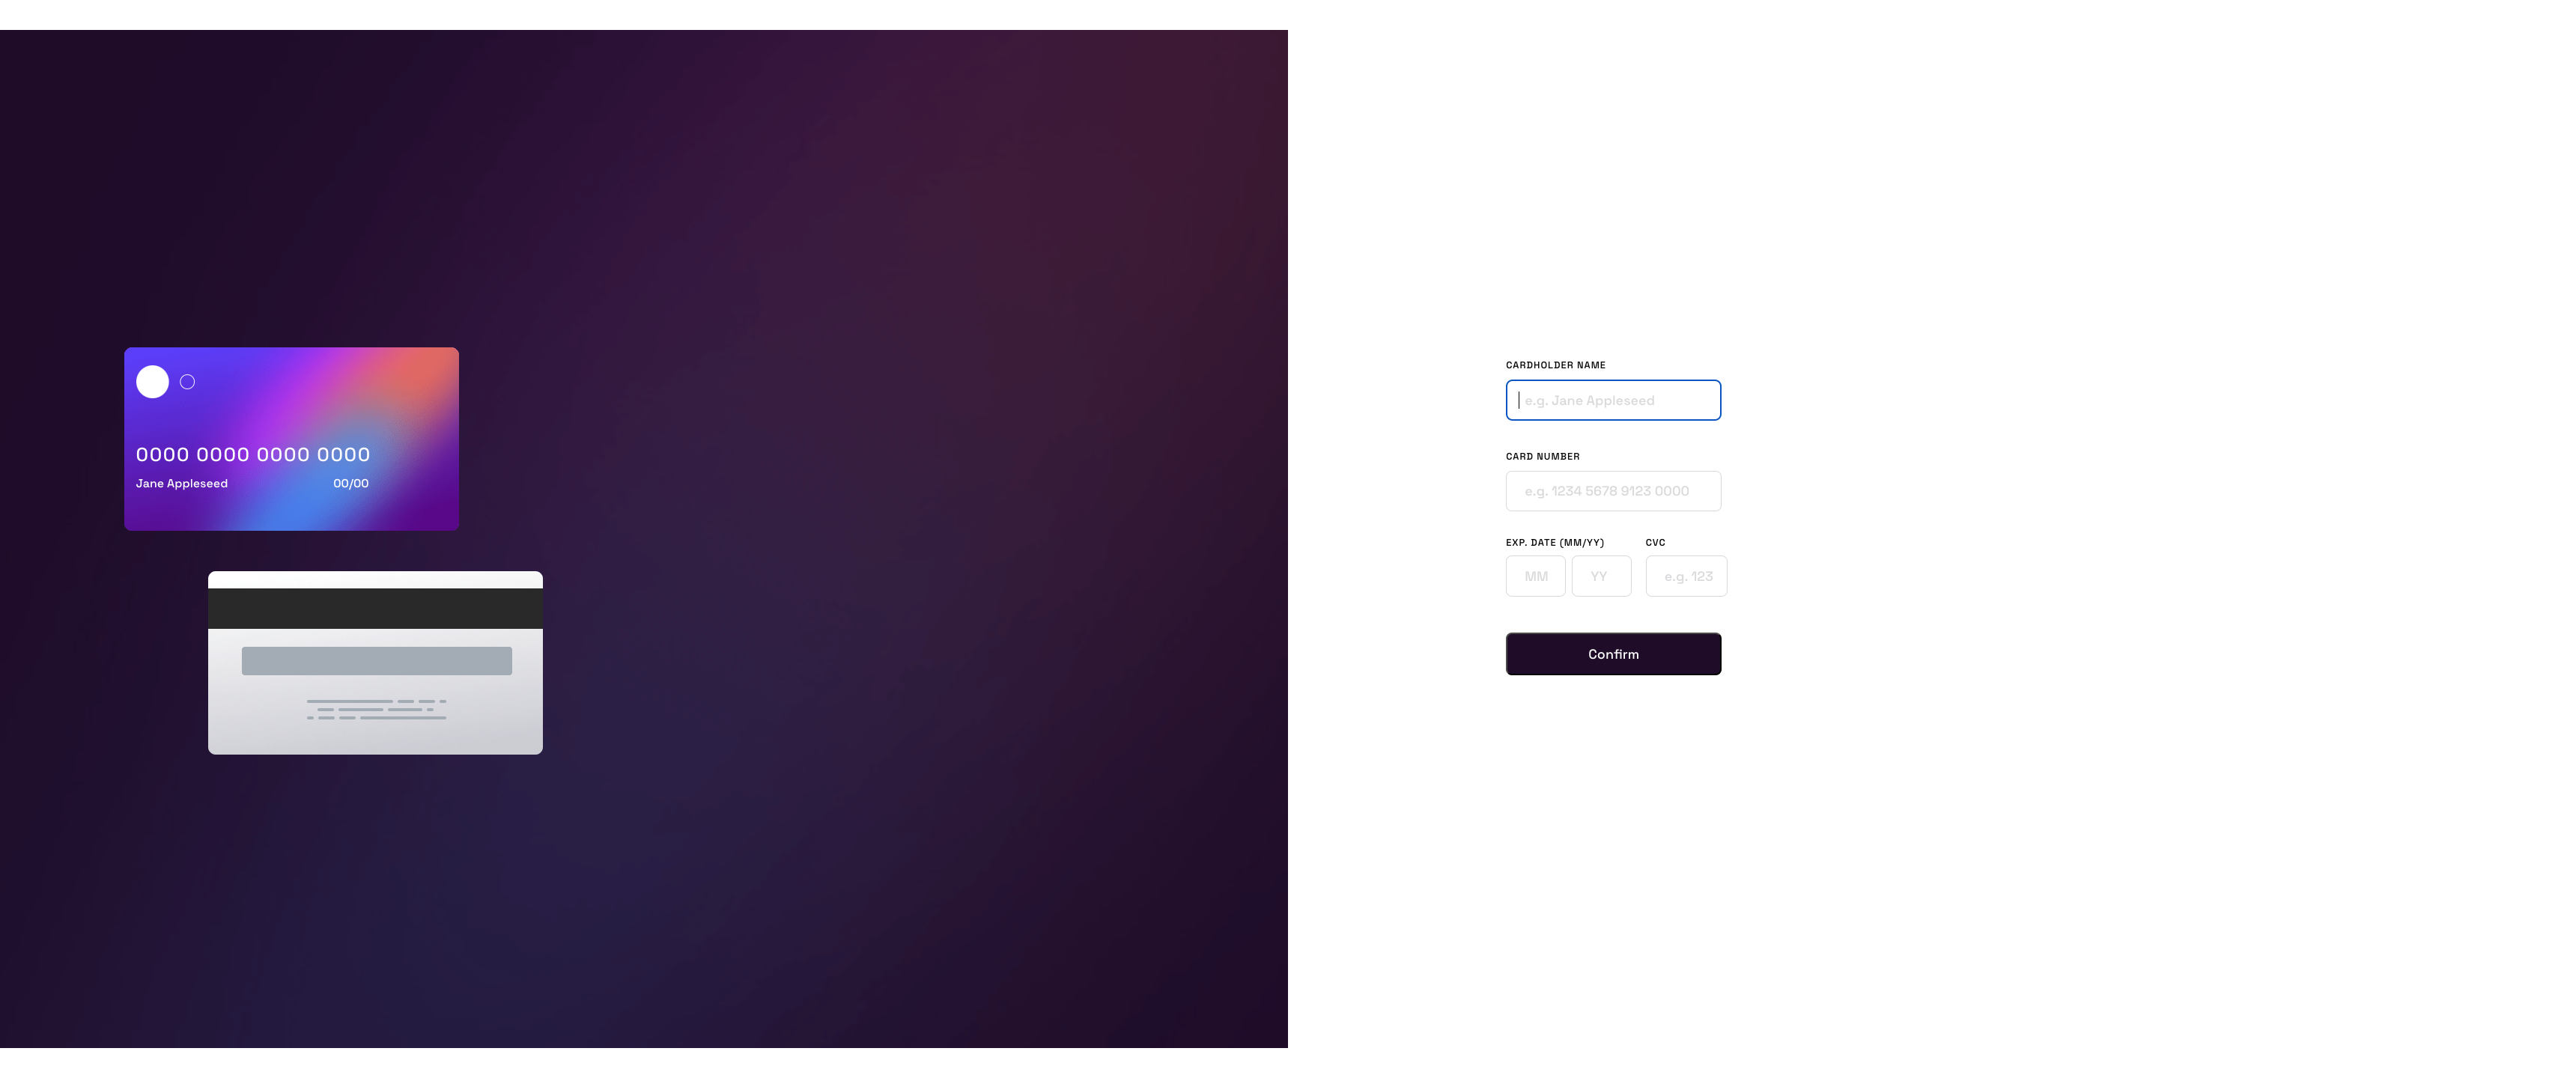 0000 0000 0000 0000
Jane Appleseed 00/00
CARDHOLDER NAME
e.g. Jane Appleseed
CARD NUMBER
e.g. 1234 5678 9123 0000
EXP. DATE (MM/YY) CVC
MM YY e.g. 123
Confirm